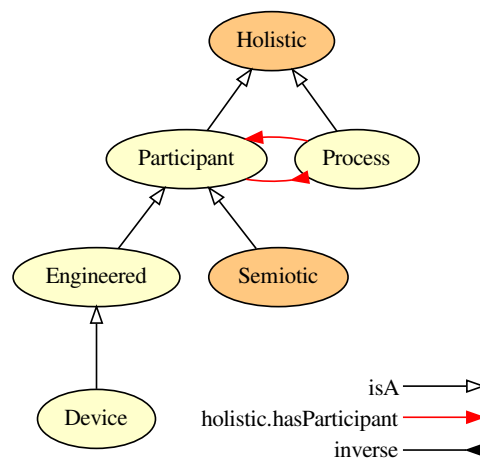 Holistic
Participant
Process
Engineered
Semiotic
Device
isA
holistic.hasParticipant
inverse